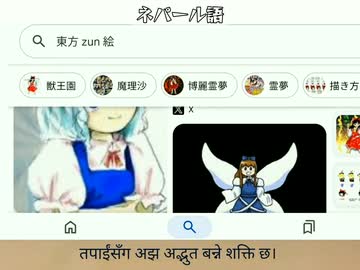 ネパール語
東方 zun 絵
獣王園
魔理沙
博麗霊夢
霊夢
描き方
X
तपाईंसँग अझ अद्भुत बन्ने शक्ति छ।